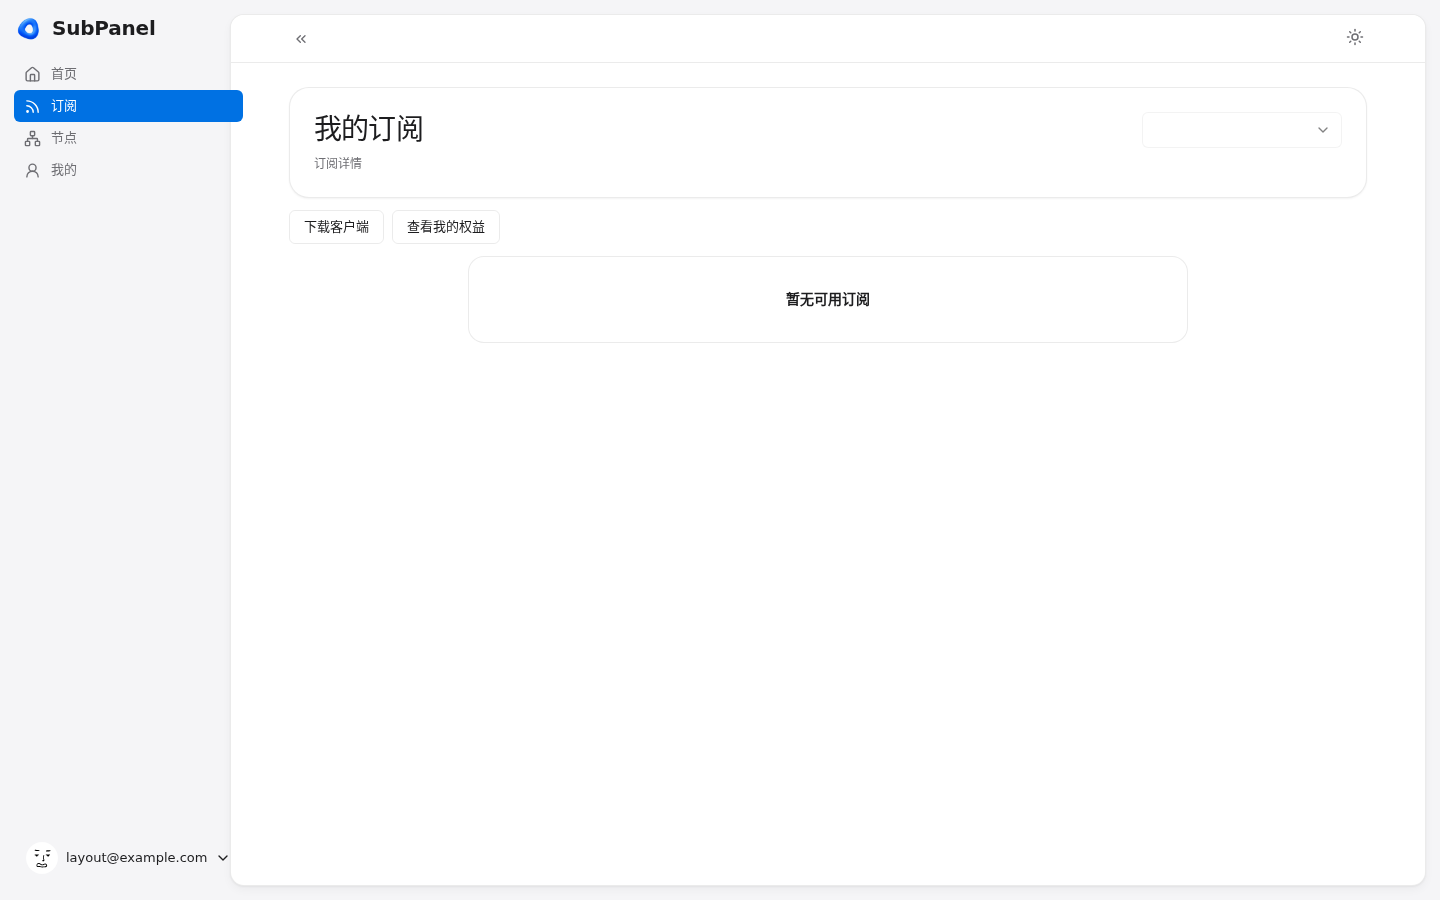 SubPanel
首页
订阅
节点
我的
layout@example.com
我的订阅
订阅详情
下载客户端
查看我的权益
暂无可用订阅